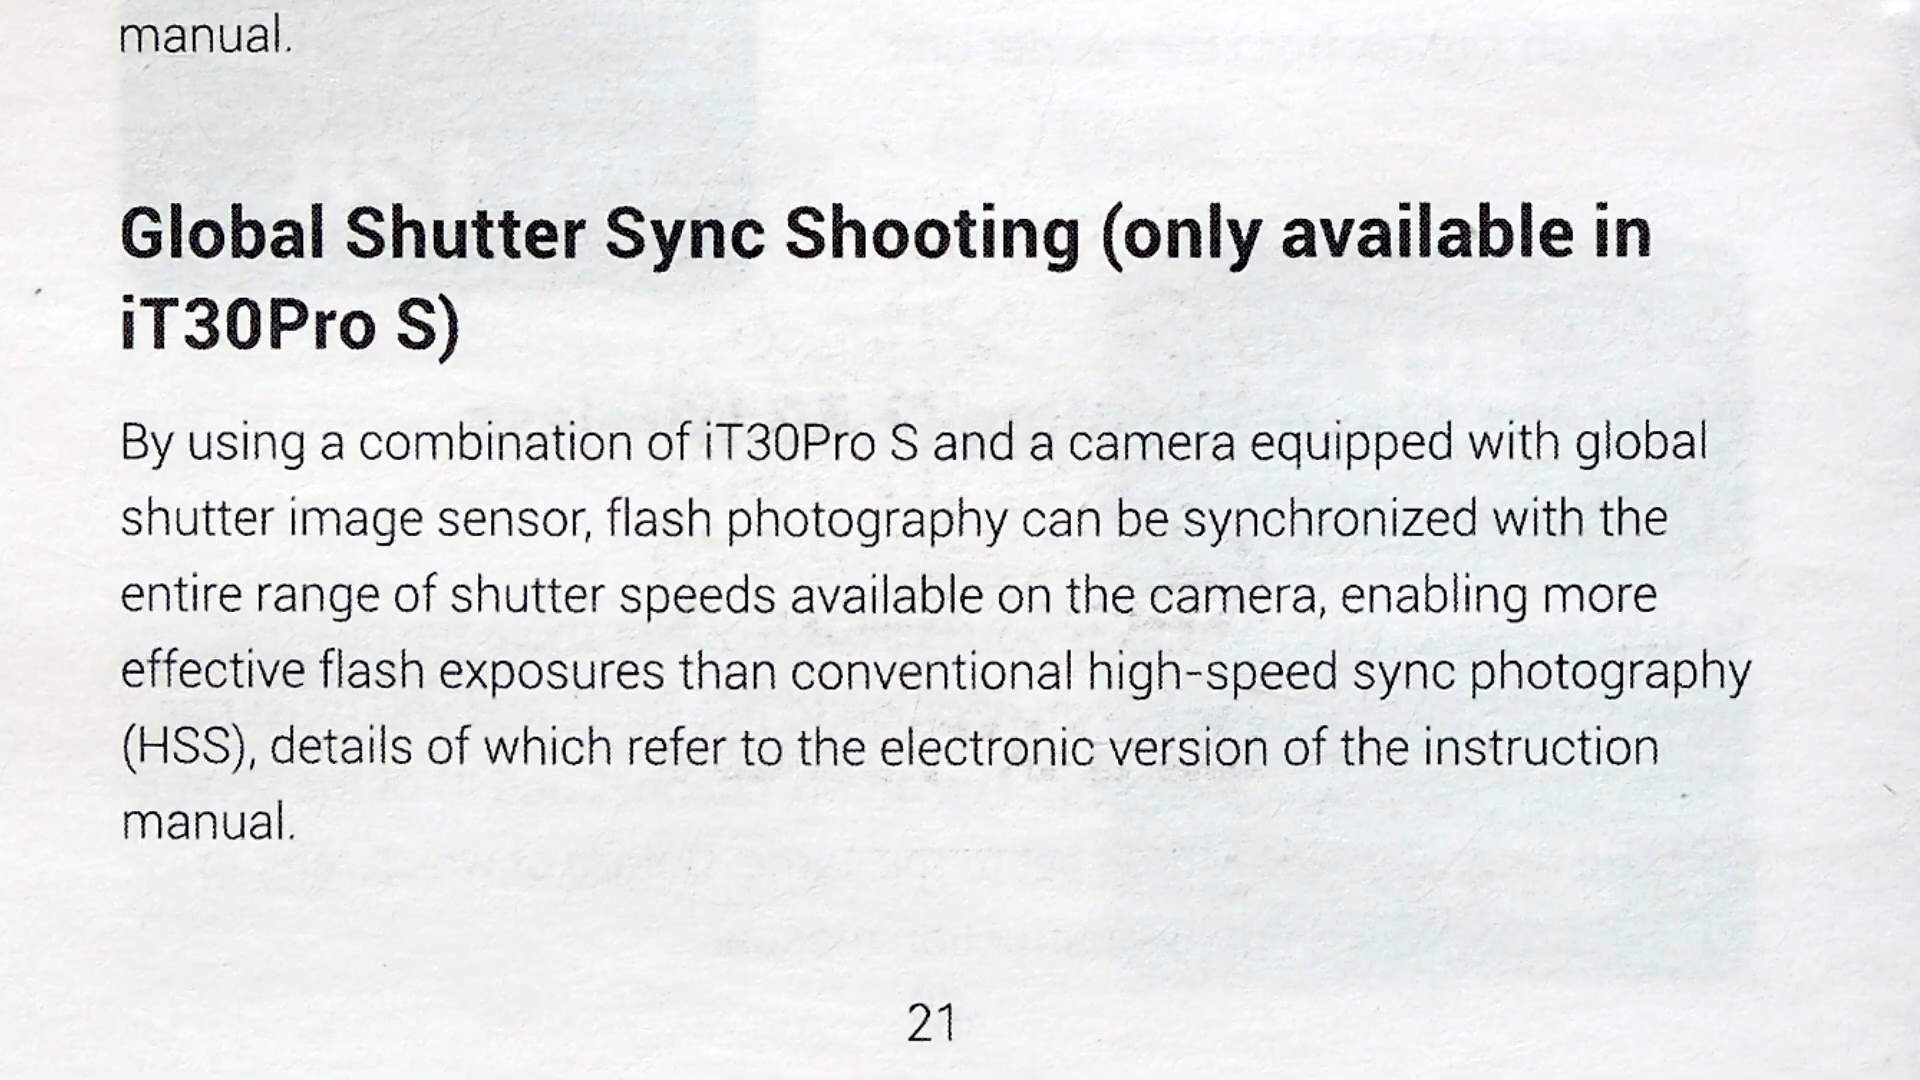 manual.
Global Shutter Sync Shooting (only available in
iT30Pro S)
By using a combination of iT30Pro S and a camera equipped with global
shutter image sensor, flash photography can be synchronized with the
entire range of shutter speeds available on the camera, enabling more
effective flash exposures than conventional high-speed sync photography
(HSS), details of which refer to the electronic version of the instruction
manual.
21